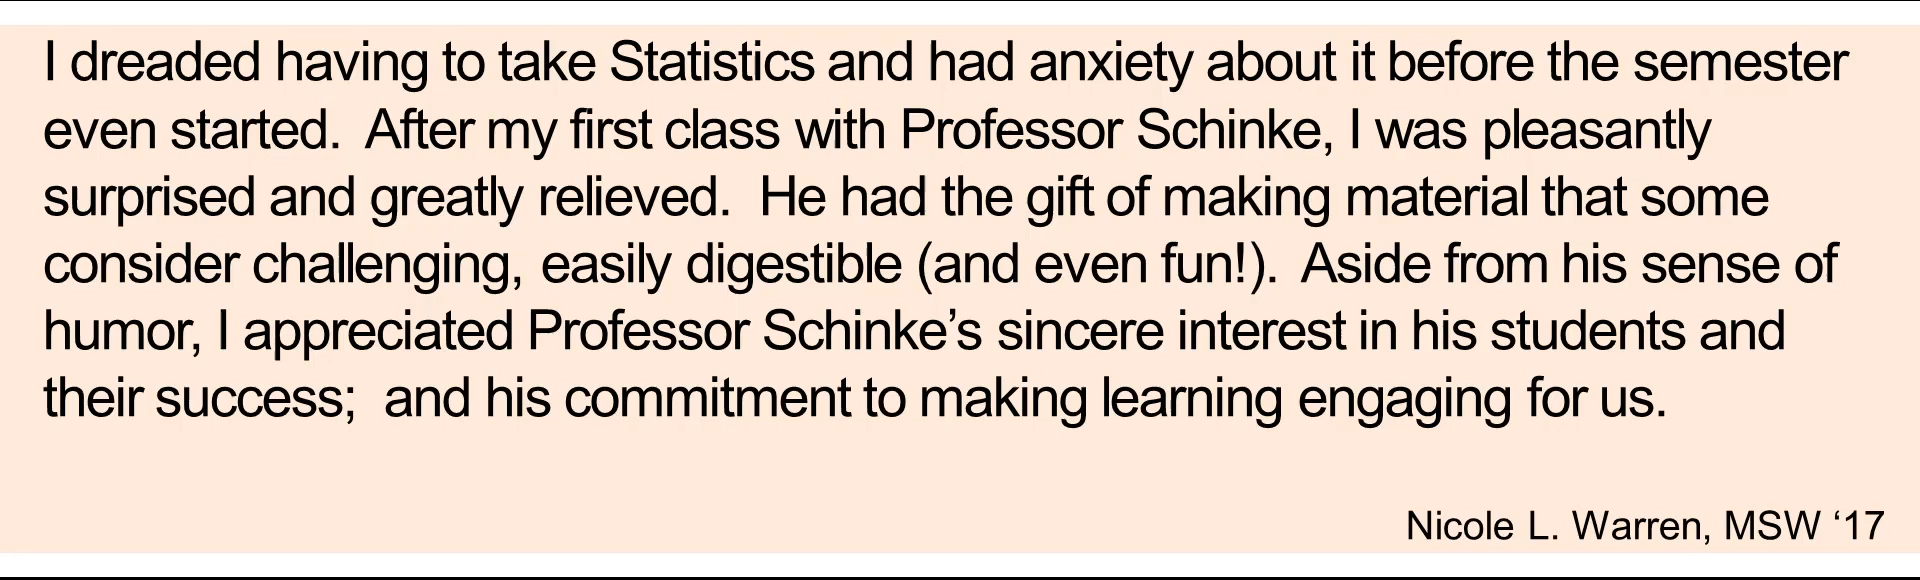 I dreaded having to take Statistics and had anxiety about it before the semester
even started.  After my first class with Professor Schinke, I was pleasantly
surprised and greatly relieved.  He had the gift of making material that some
consider challenging, easily digestible (and even fun!).  Aside from his sense of
humor, I appreciated Professor Schinke’s sincere interest in his students and
their success;  and his commitment to making learning engaging for us.
Nicole L. Warren, MSW ‘17